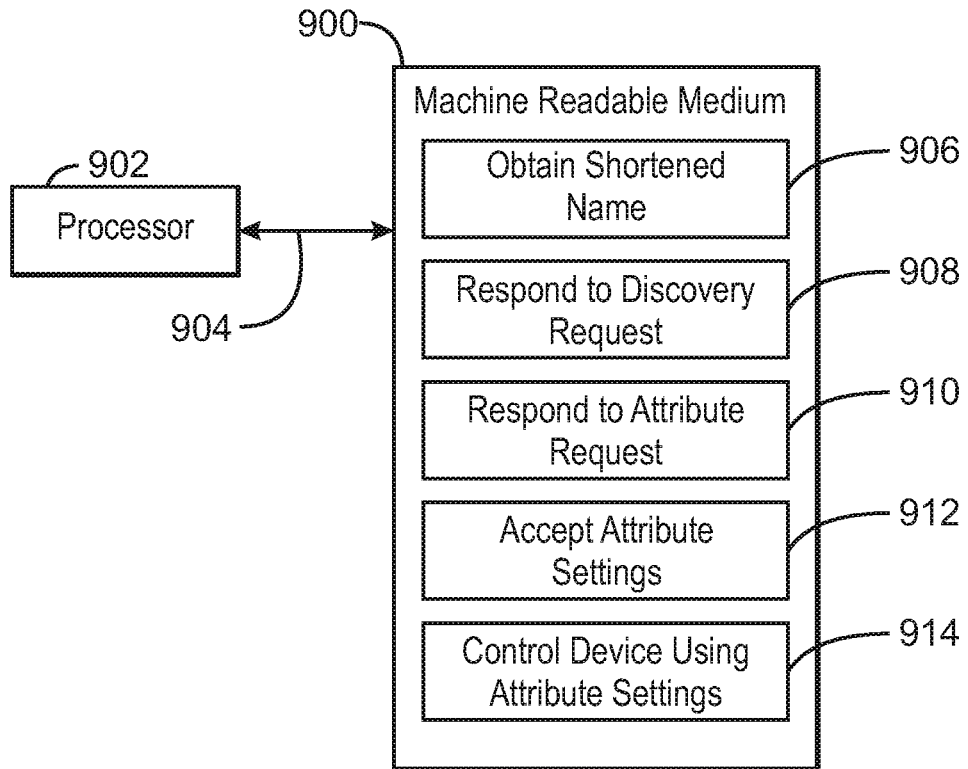 900
Machine Readable Medium
902
Processor
904
Obtain Shortened
Name
906
Respond to Discovery
Request
908
Respond to Attribute
Request
910
Accept Attribute
Settings
912
Control Device Using
Attribute Settings
914